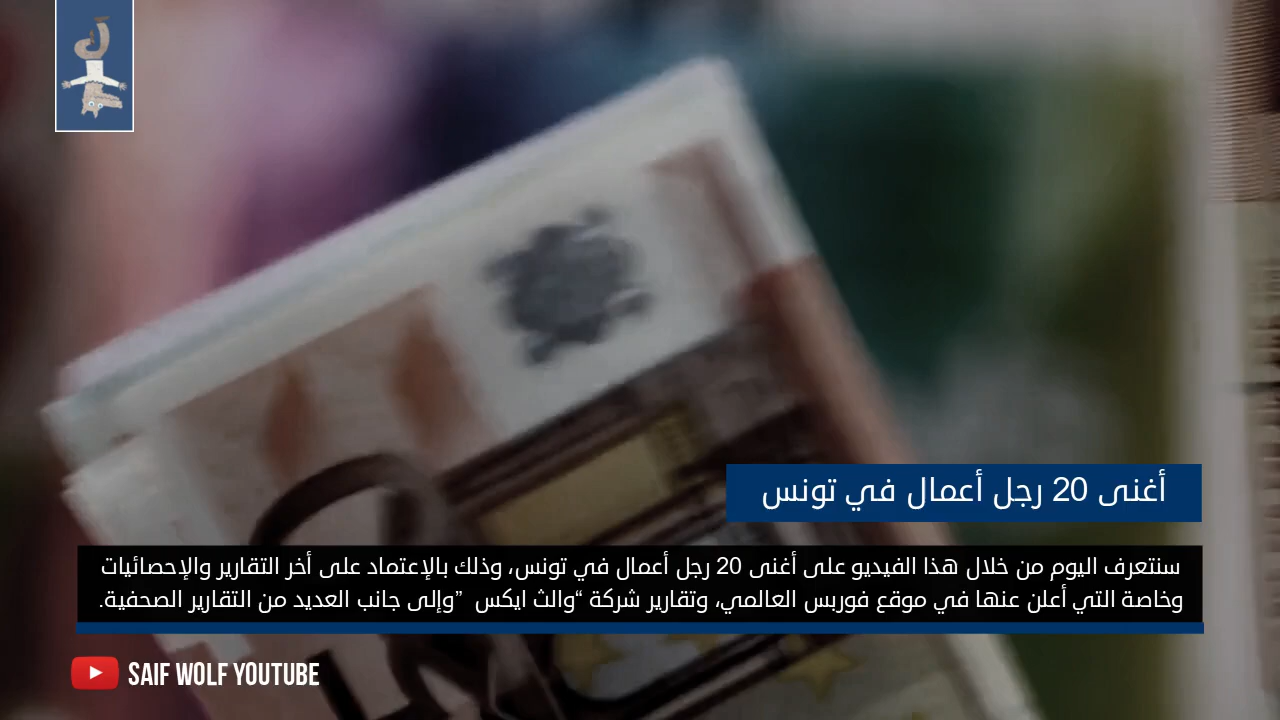 أغنى 20 رجل أعمال في تونس
سنتعرف اليوم من خلال هذا الفيديو على أغنى 20 رجل أعمال في تونس، وذلك بالإعتماد على أخر التقارير والإحصائيات
وخاصة التي أعلن عنها في موقع فوربس العالمي، وتقارير شركة “والث ايكس ”وإلى جانب العديد من التقارير الصحفية.
SAIF WOLF YOUTUBE